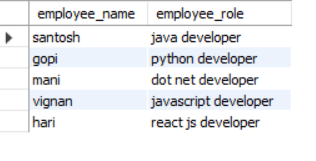 employee_name employee_role
santosh java developer
gopi python developer
mani dot net developer
vignan javascript developer
hari react js developer